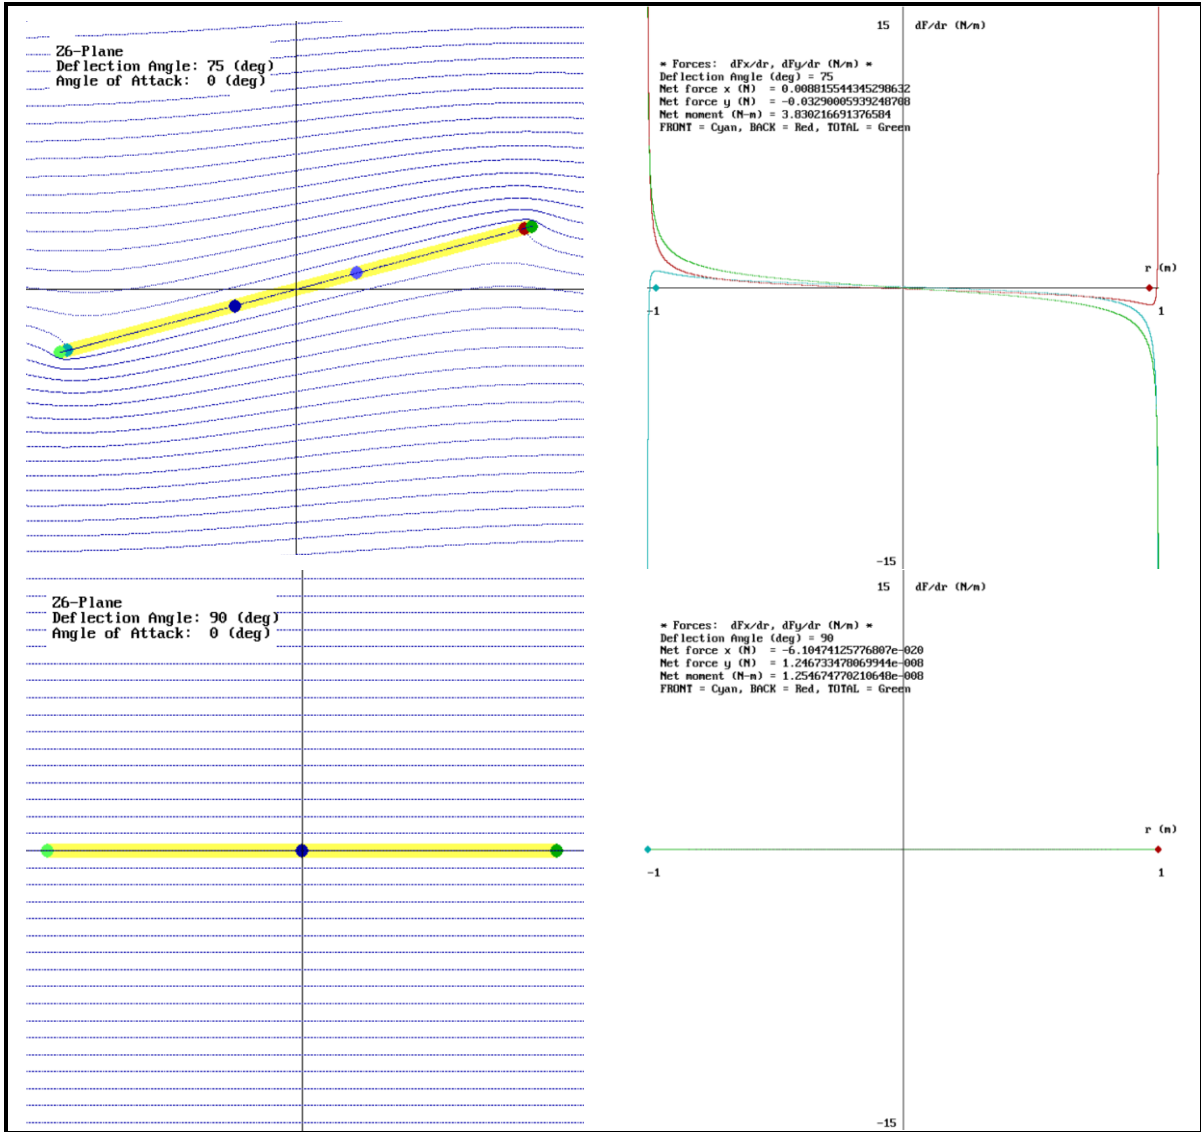 Z6-Plane
Deflection Angle: 75 (deg)
Angle of Attack: 0 (deg)
15 dF/dr (N/m)
* Forces: dFx/dr, dFy/dr (N/m) *
Deflection Angle (deg) = 75
Net force x (N) = 0.008815544345298632
Net force y (N) = -0.03290005939248708
Net moment (N-m) = 3.830216691376584
FRONT = Cyan, BACK = Red, TOTAL = Green
r (m)
-1
1
-15
Z6-Plane
Deflection Angle: 90 (deg)
Angle of Attack: 0 (deg)
15 dF/dr (N/m)
* Forces: dFx/dr, dFy/dr (N/m) *
Deflection Angle (deg) = 90
Net force x (N) = -6.10474125776807e-020
Net force y (N) = 1.246733478069944e-008
Net moment (N-m) = 1.254674770210648e-008
FRONT = Cyan, BACK = Red, TOTAL = Green
r (m)
-1
1
-15